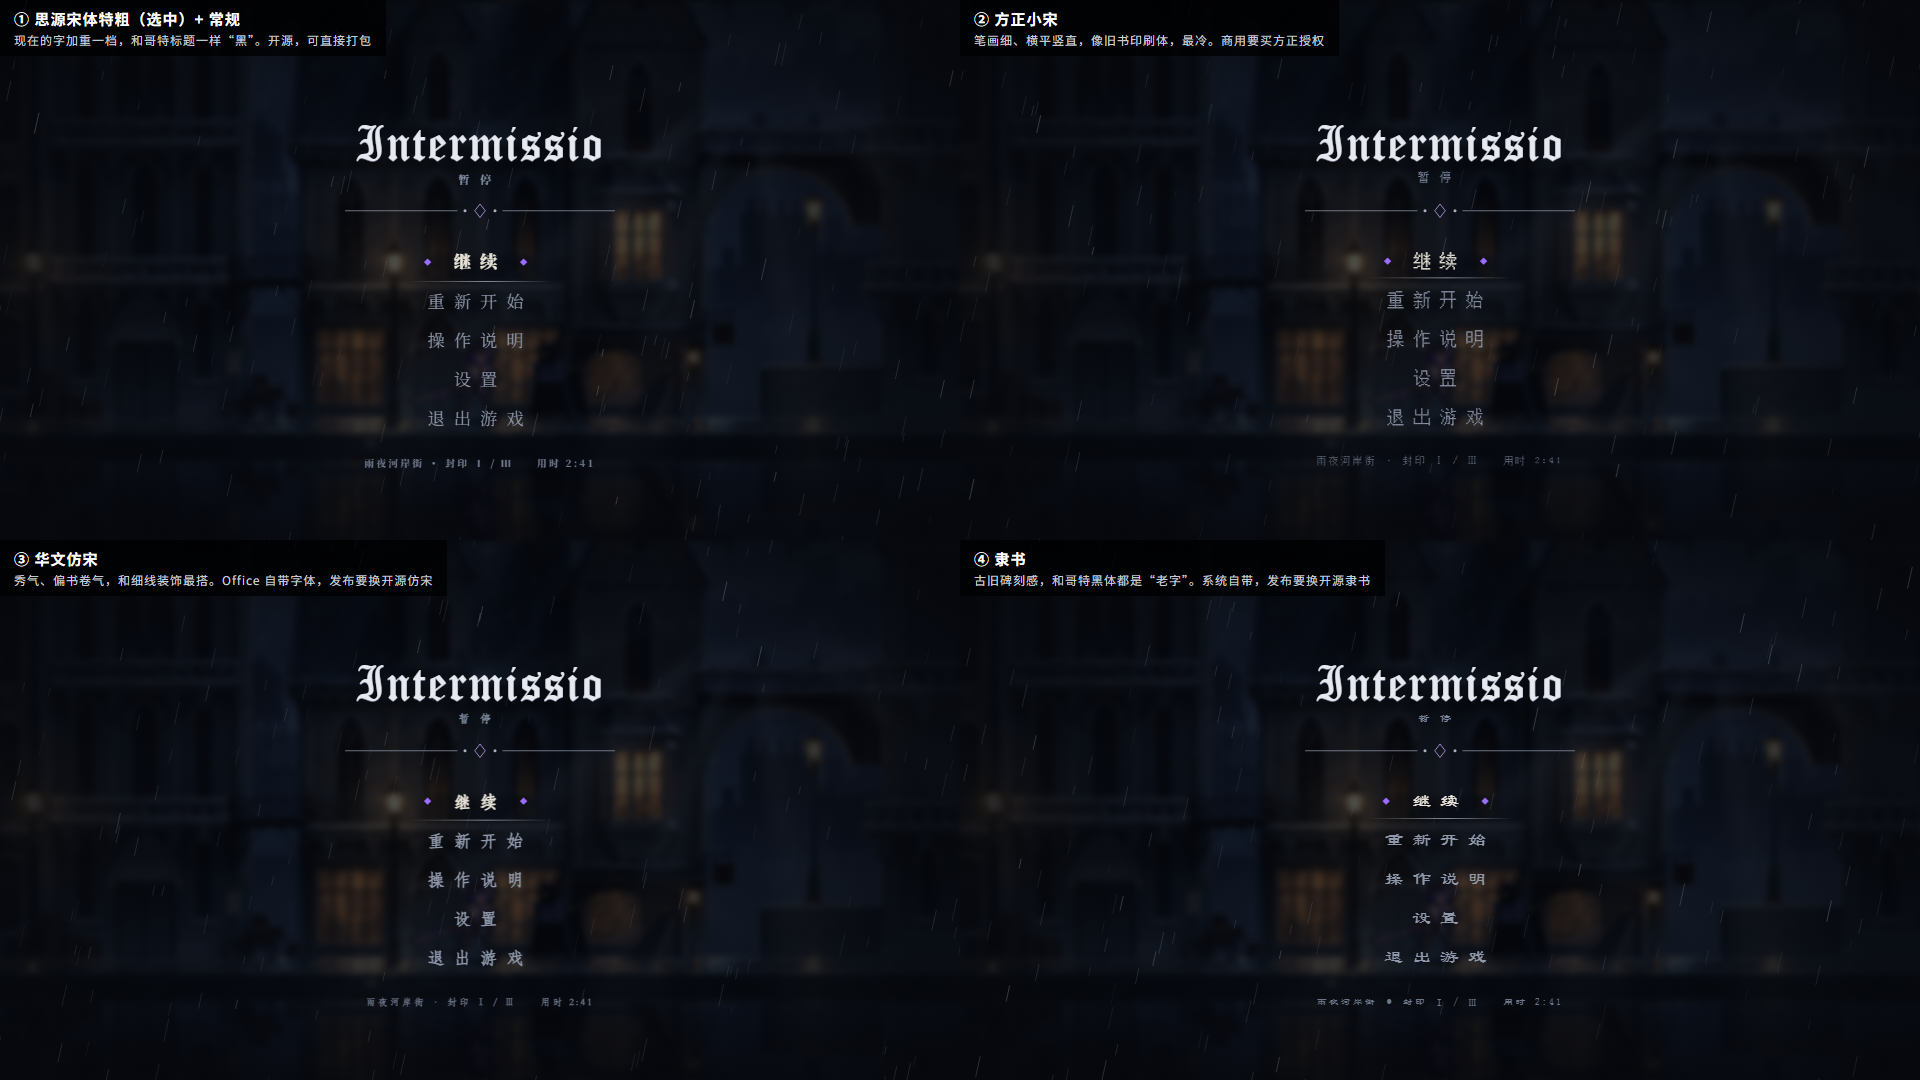 ① 思源宋体特粗（选中）+ 常规
现在的字加重一档，和哥特标题一样“黑”。开源，可直接打包
Intermissio
暂停
继续
重新开始
操作说明
设置
退出游戏
雨夜河岸街 · 封印 I / III 用时 2:41
② 方正小宋
笔画细、横平竖直，像旧书印刷体，最冷。商用要买方正授权
Intermissio
暂停
继续
重新开始
操作说明
设置
退出游戏
雨夜河岸街 · 封印 I / III 用时 2:41
③ 华文仿宋
秀气、偏书卷气，和细线装饰最搭。Office 自带字体，发布要换开源仿宋
Intermissio
暂停
继续
重新开始
操作说明
设置
退出游戏
雨夜河岸街 · 封印 I / III 用时 2:41
④ 隶书
古旧碑刻感，和哥特黑体都是“老字”。系统自带，发布要换开源隶书
Intermissio
暂停
继续
重新开始
操作说明
设置
退出游戏
雨夜河岸街 · 封印 I / III 用时 2:41